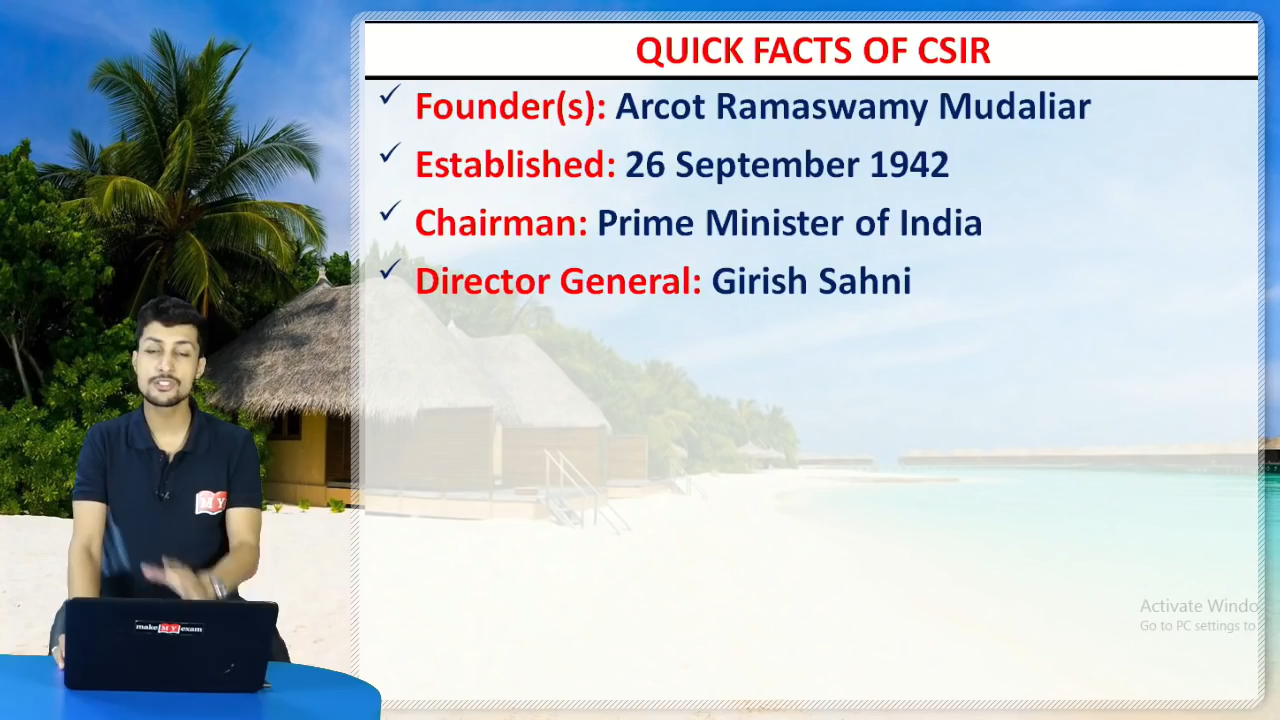 QUICK FACTS OF CSIR
✓ Founder(s): Arcot Ramaswamy Mudaliar
✓ Established: 26 September 1942
✓ Chairman: Prime Minister of India
✓ Director General: Girish Sahni
M Y
make M Y exam
Activate Windo
Go to PC settings to